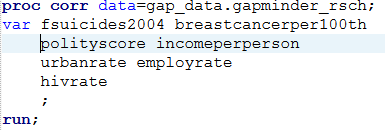 proc corr data=gap_data.gapminder_rsch;
var fsuicides2004 breastcancerper100th
polityscore incomeperperson
urbanrate employrate
hivrate
;
run;